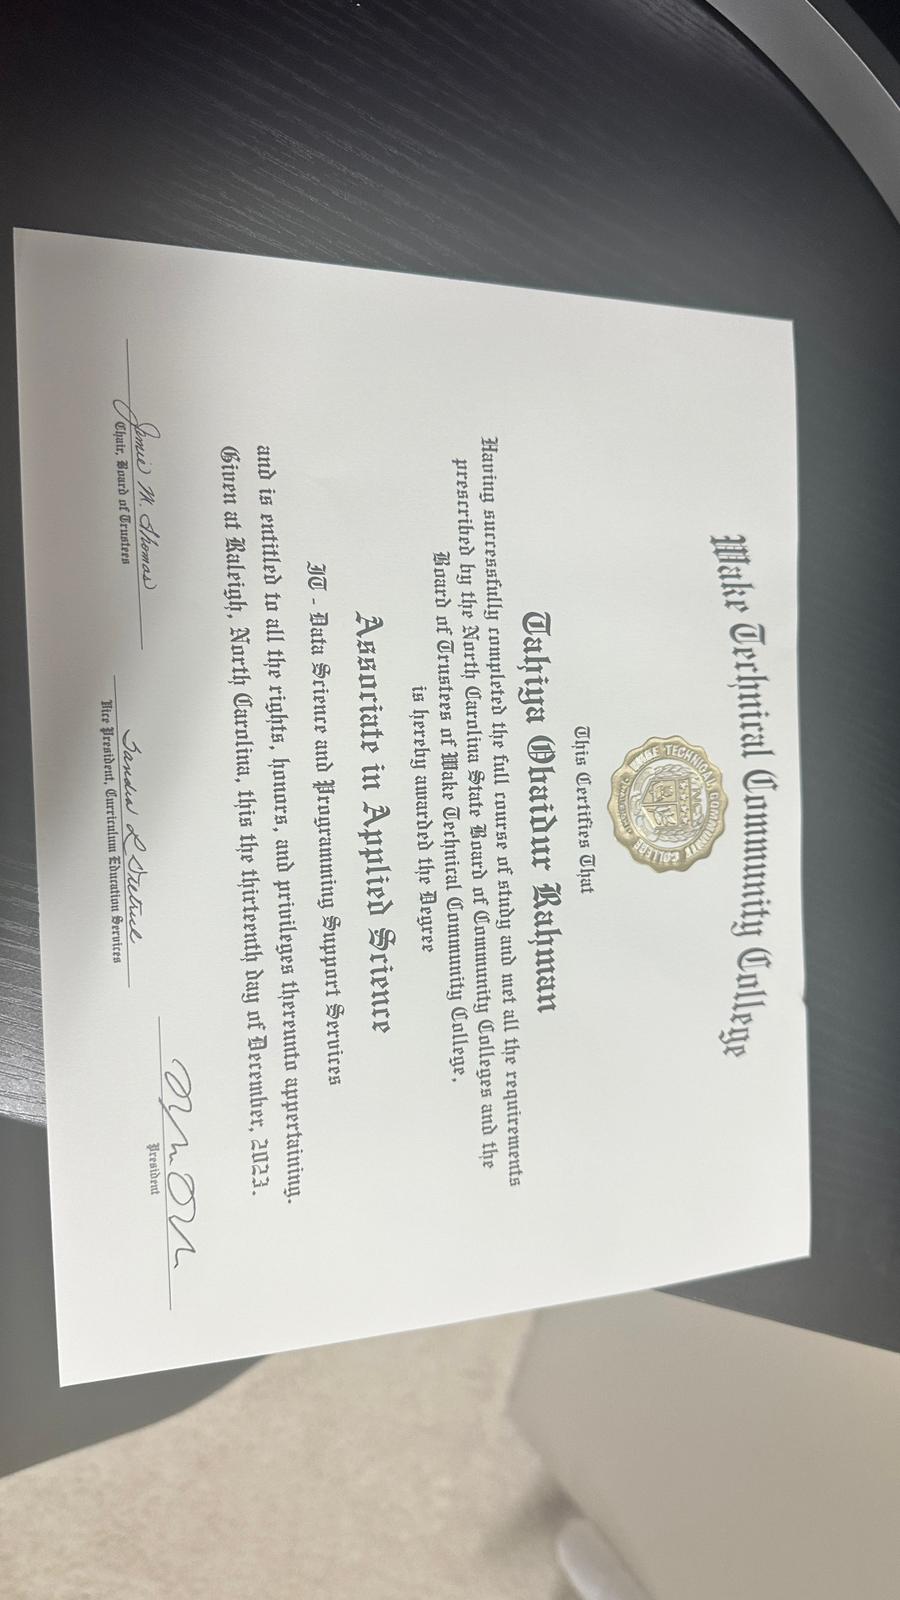 Wake Technical Community College
WAKE TECHNICAL COMMUNITY COLLEGE
This Certifies That
Tahiya Obaidur Rahman
Having successfully completed the full course of study and met all the requirements
prescribed by the North Carolina State Board of Community Colleges and the
Board of Trustees of Wake Technical Community College,
is hereby awarded the Degree
Associate in Applied Science
IT - Data Science and Programming Support Services
and is entitled to all the rights, honors, and privileges thereunto appertaining.
Given at Raleigh, North Carolina, this the thirteenth day of December, 2023.
M. Thomas
Chair, Board of Trustees
Sandra L
Vice President, Curriculum Education Services
President